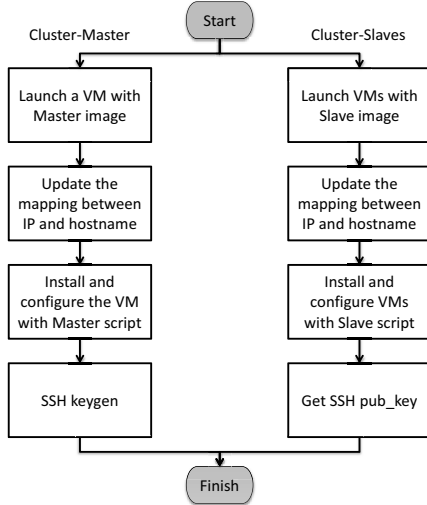 Start
Cluster-Master
Launch a VM with
Master image
Update the
mapping between
IP and hostname
Install and
configure the VM
with Master script
SSH keygen
Cluster-Slaves
Launch VMs with
Slave image
Update the
mapping between
IP and hostname
Install and
configure VMs
with Slave script
Get SSH pub_key
Finish